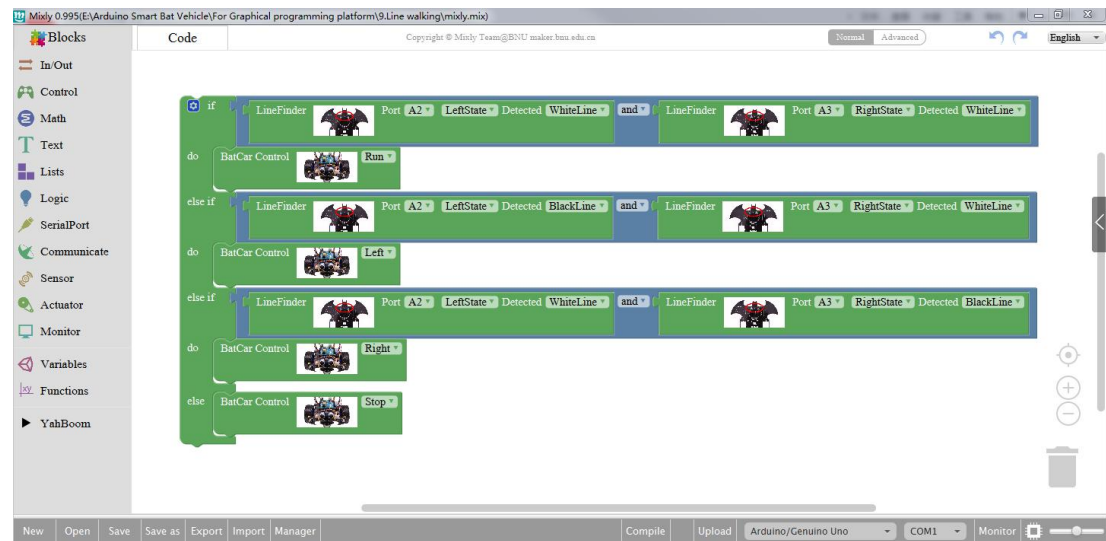 Mixly 0.995(E:\Arduino Smart Bat Vehicle\For Graphical programming platform\9.Line walking\mixly.mix)
Blocks Code Copyright © Mixly Team@BNU maker.bnu.edu.cn Normal Advanced English
In/Out
Control
Math
Text
Lists
Logic
SerialPort
Communicate
Sensor
Actuator
Monitor
Variables
Functions
YahBoom
if LineFinder Port A2 LeftState Detected WhiteLine and LineFinder Port A3 RightState Detected WhiteLine
do BatCar Control Run
else if LineFinder Port A2 LeftState Detected BlackLine and LineFinder Port A3 RightState Detected WhiteLine
do BatCar Control Left
else if LineFinder Port A2 LeftState Detected WhiteLine and LineFinder Port A3 RightState Detected BlackLine
do BatCar Control Right
else BatCar Control Stop
New Open Save Save as Export Import Manager Compile Upload Arduino/Genuino Uno COM1 Monitor